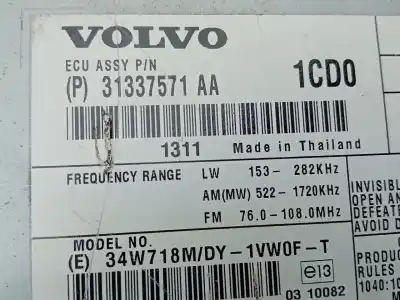 VOLVO
ECU ASSY P/N
(P) 31337571 AA
1CD0
1311 Made in Thailand
FREQUENCY RANGE LW 153-282KHz
AM(MW) 522-1720KHz
FM 76.0-108.0MHz
MODEL NO.
(E) 34W718M/DY-1VW0F-T
e13
03 10082
INVISIBL
OPEN AN
DEFEATE
AVOID D
PRODUC
RULES
1040:1